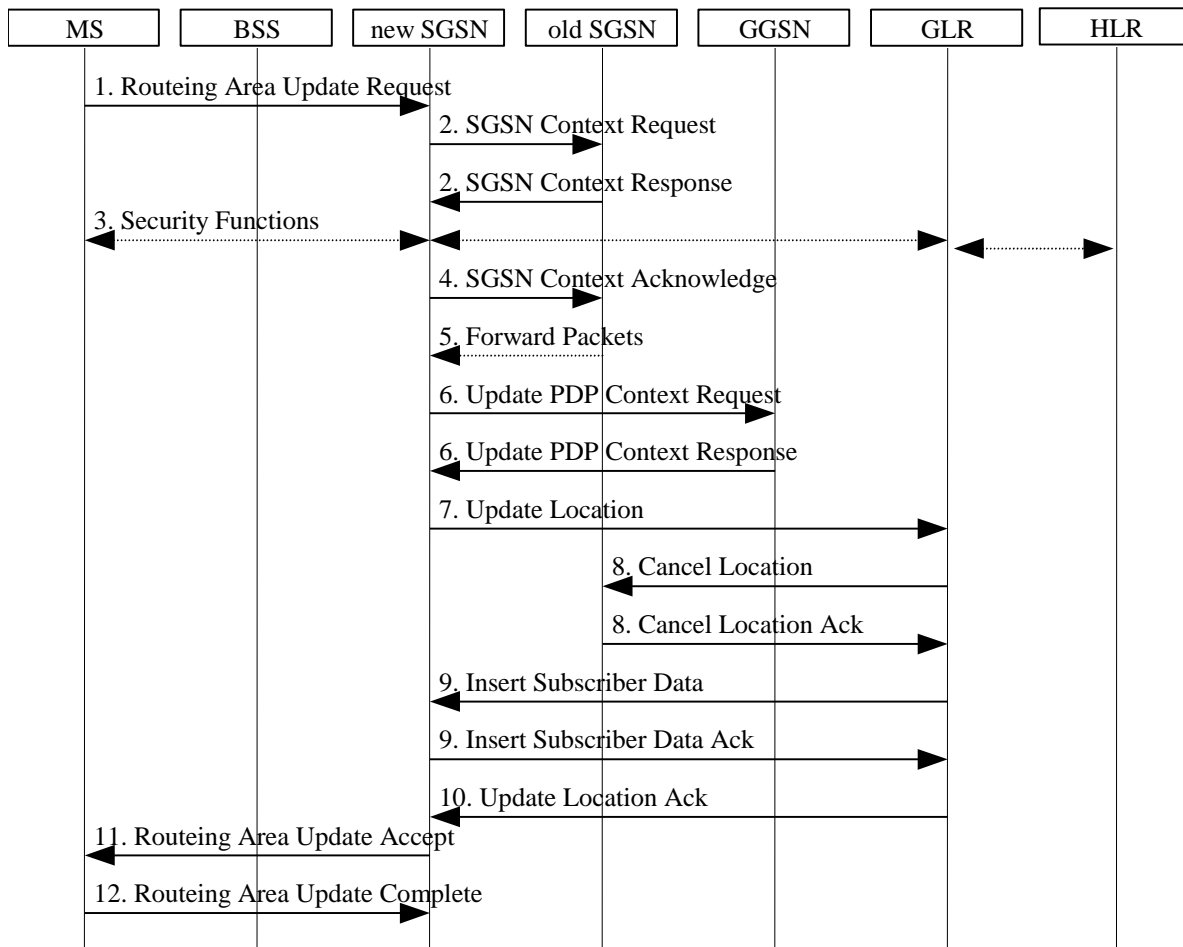 MS BSS new SGSN old SGSN GGSN GLR HLR
1. Routeing Area Update Request
2. SGSN Context Request
2. SGSN Context Response
3. Security Functions
4. SGSN Context Acknowledge
5. Forward Packets
6. Update PDP Context Request
6. Update PDP Context Response
7. Update Location
8. Cancel Location
8. Cancel Location Ack
9. Insert Subscriber Data
9. Insert Subscriber Data Ack
10. Update Location Ack
11. Routeing Area Update Accept
12. Routeing Area Update Complete